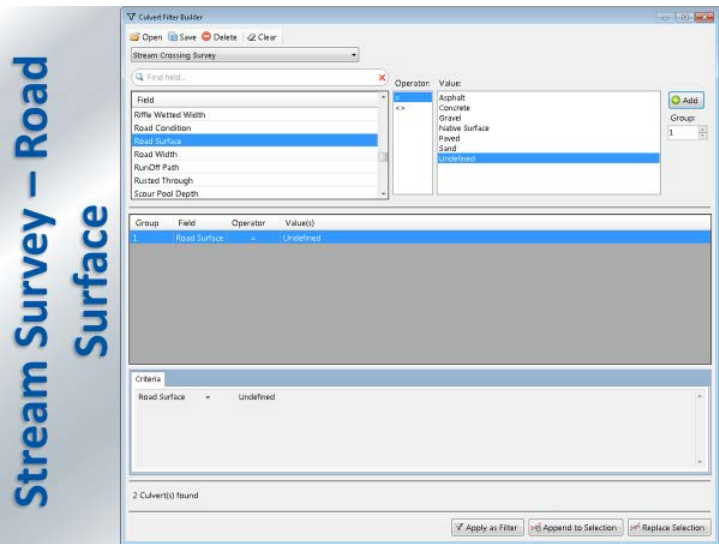 Stream Survey – Road
Surface
Culvert Filter Builder
Open Save Delete Clear
Stream Crossing Survey
Find field...
Operator: Value:
Field
Riffle Wetted Width
Road Condition
Road Surface
Road Width
RunOff Path
Rusted Through
Scour Pool Depth
=
<>
Asphalt
Concrete
Gravel
Native Surface
Paved
Sand
Undefined
Add
Group:
1
Group Field Operator Value(s)
1 Road Surface = Undefined
Criteria
Road Surface = Undefined
2 Culvert(s) found
Apply as Filter Append to Selection Replace Selection